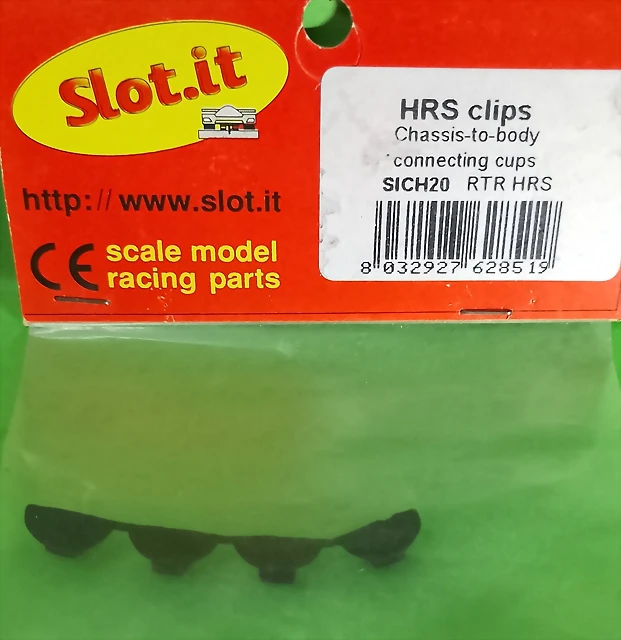 Slot.it
http://www.slot.it
CE scale model
racing parts
HRS clips
Chassis-to-body
connecting cups
SICH20 RTR HRS
8 032927 628519